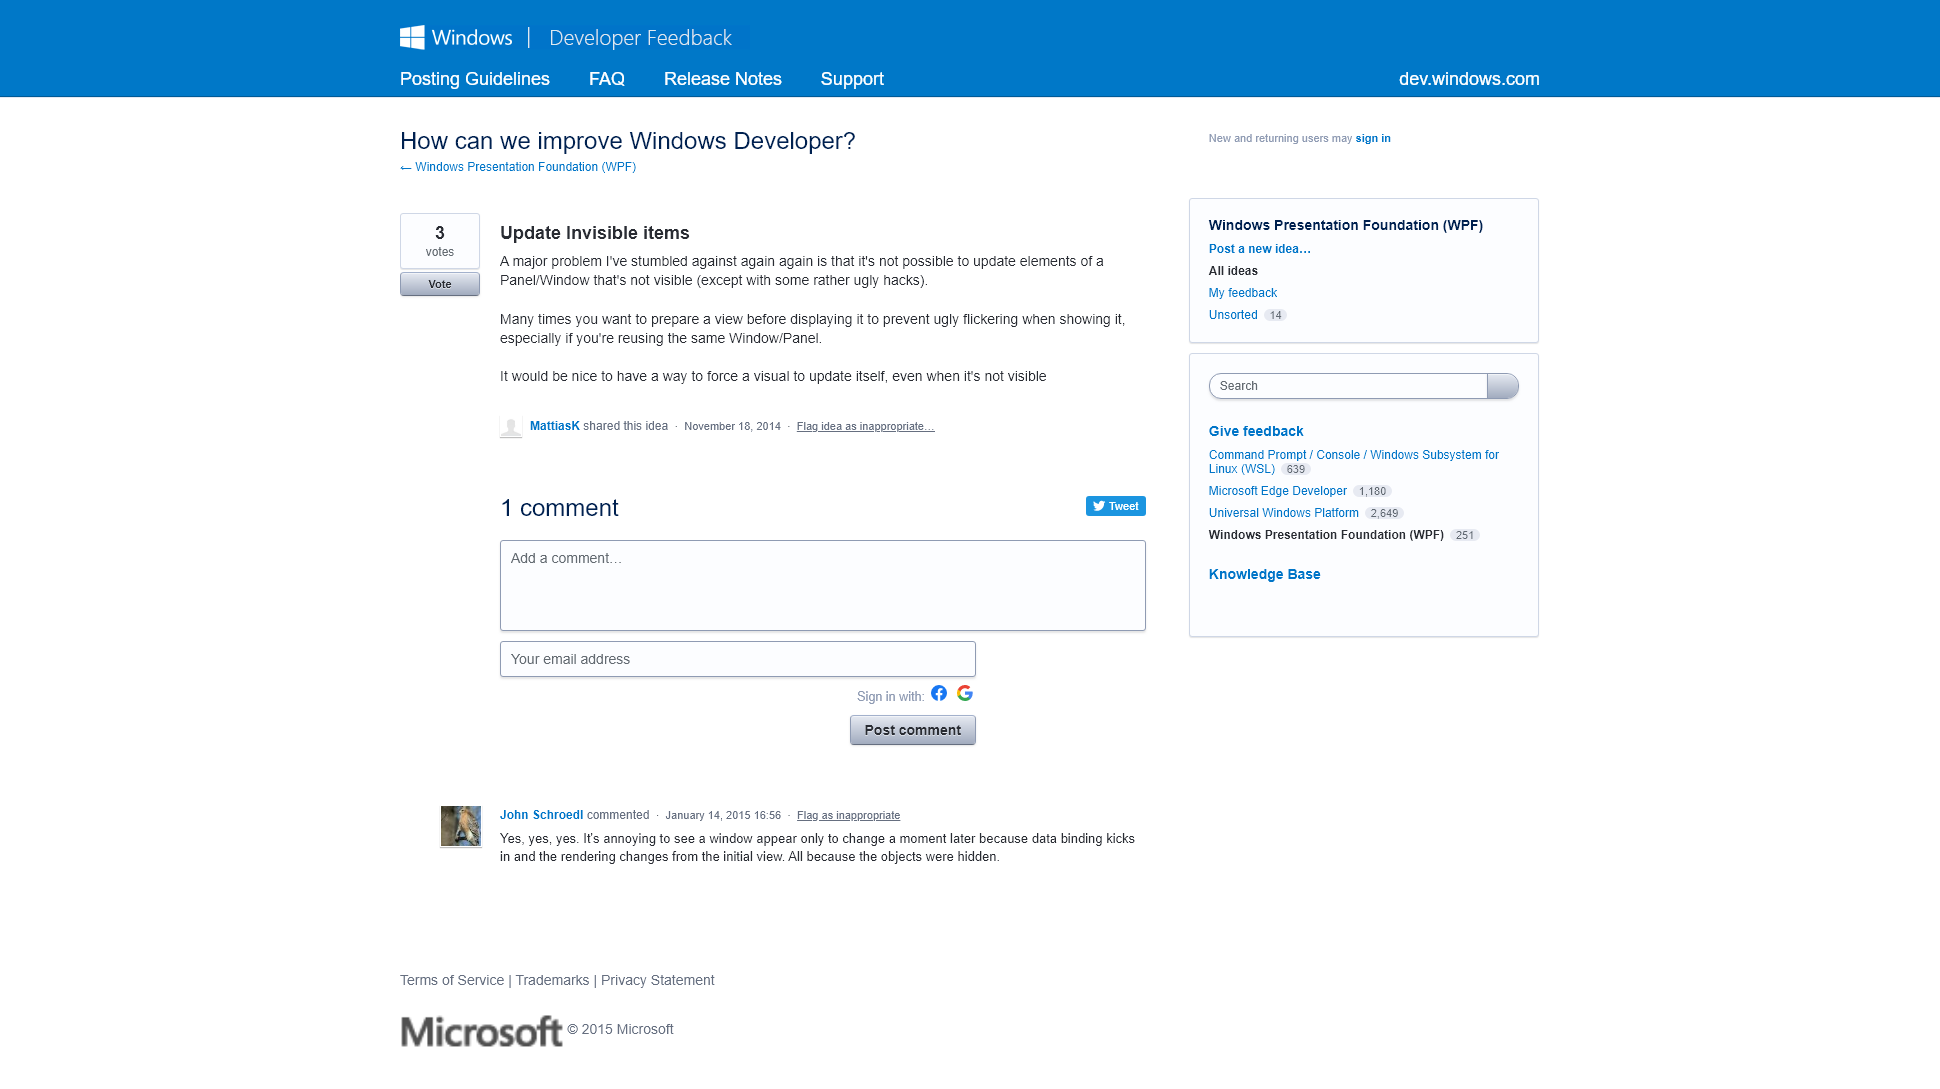 Windows | Developer Feedback
Posting Guidelines FAQ Release Notes Support dev.windows.com
How can we improve Windows Developer?
← Windows Presentation Foundation (WPF)
New and returning users may sign in
3
votes
Vote
Update Invisible items
A major problem I've stumbled against again again is that it's not possible to update elements of a
Panel/Window that's not visible (except with some rather ugly hacks).
Many times you want to prepare a view before displaying it to prevent ugly flickering when showing it,
especially if you're reusing the same Window/Panel.
It would be nice to have a way to force a visual to update itself, even when it's not visible
MattiasK shared this idea · November 18, 2014 · Flag idea as inappropriate…
1 comment
Tweet
Add a comment…
Your email address
Sign in with:
Post comment
John Schroedl commented · January 14, 2015 16:56 · Flag as inappropriate
Yes, yes, yes. It's annoying to see a window appear only to change a moment later because data binding kicks
in and the rendering changes from the initial view. All because the objects were hidden.
Windows Presentation Foundation (WPF)
Post a new idea…
All ideas
My feedback
Unsorted 14
Search
Give feedback
Command Prompt / Console / Windows Subsystem for
Linux (WSL) 639
Microsoft Edge Developer 1,180
Universal Windows Platform 2,649
Windows Presentation Foundation (WPF) 251
Knowledge Base
Terms of Service | Trademarks | Privacy Statement
Microsoft © 2015 Microsoft